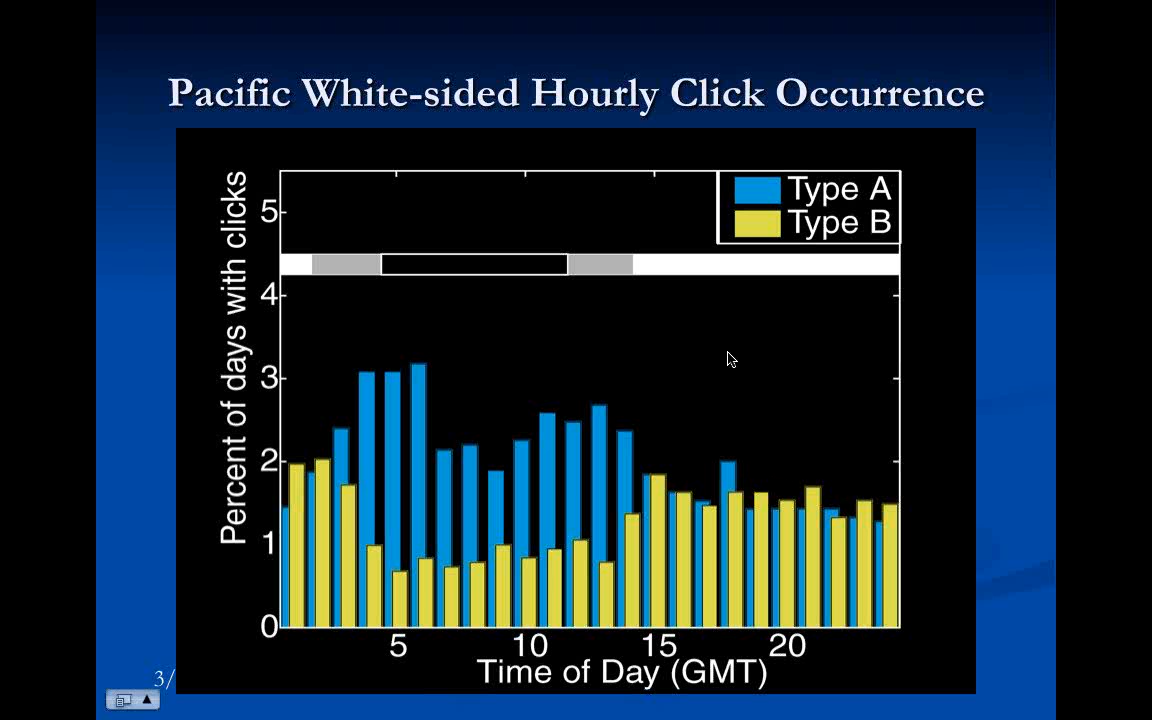 Pacific White-sided Hourly Click Occurrence
Type A
Type B
Percent of days with clicks
5
4
3
2
1
0
5 10 15 20
Time of Day (GMT)
3/